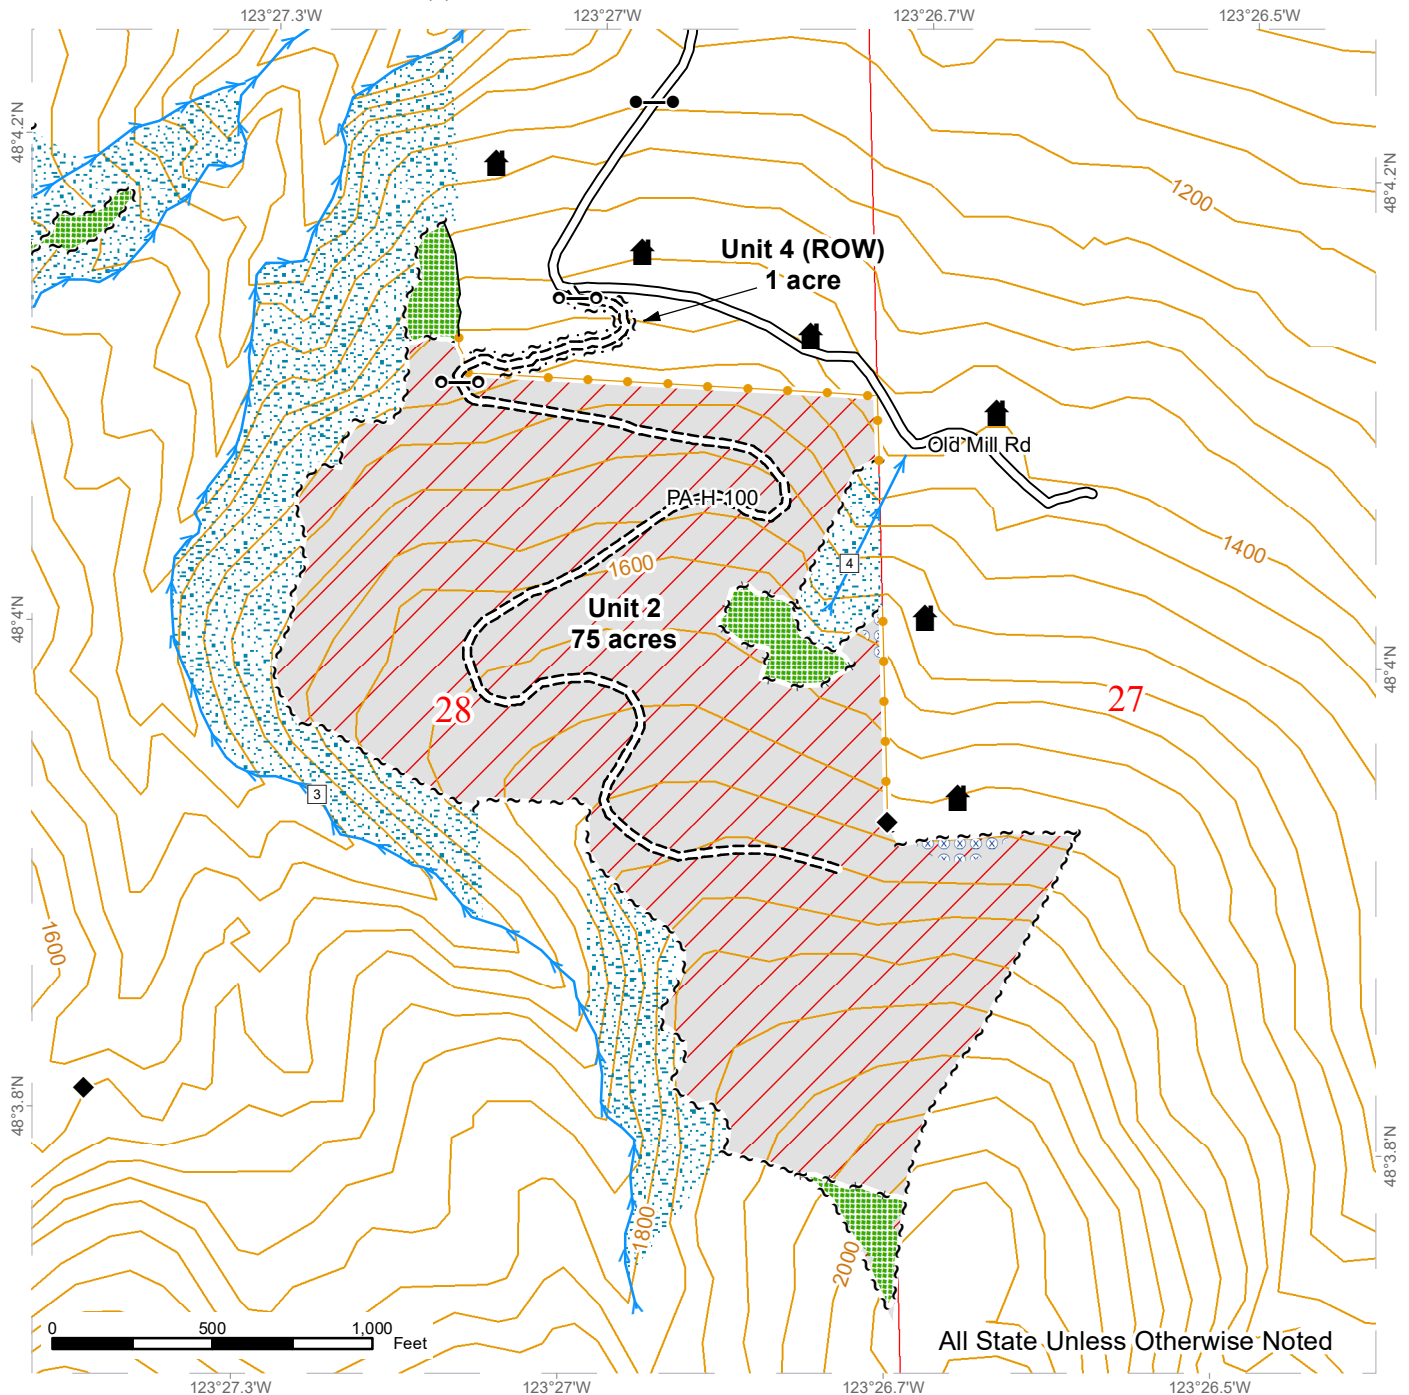 123°27.3'W
123°27'W
123°26.7'W
123°26.5'W
48°4.2'N
48°4.2'N
1200
Unit 4 (ROW)
1 acre
Old Mill Rd
PA-H-100
1400
4
1600
Unit 2
75 acres
48°4'N
48°4'N
28
27
3
1600
48°3.8'N
48°3.8'N
1800
2000
0
500
1,000
Feet
All State Unless Otherwise Noted
123°27.3'W
123°27'W
123°26.7'W
123°26.5'W